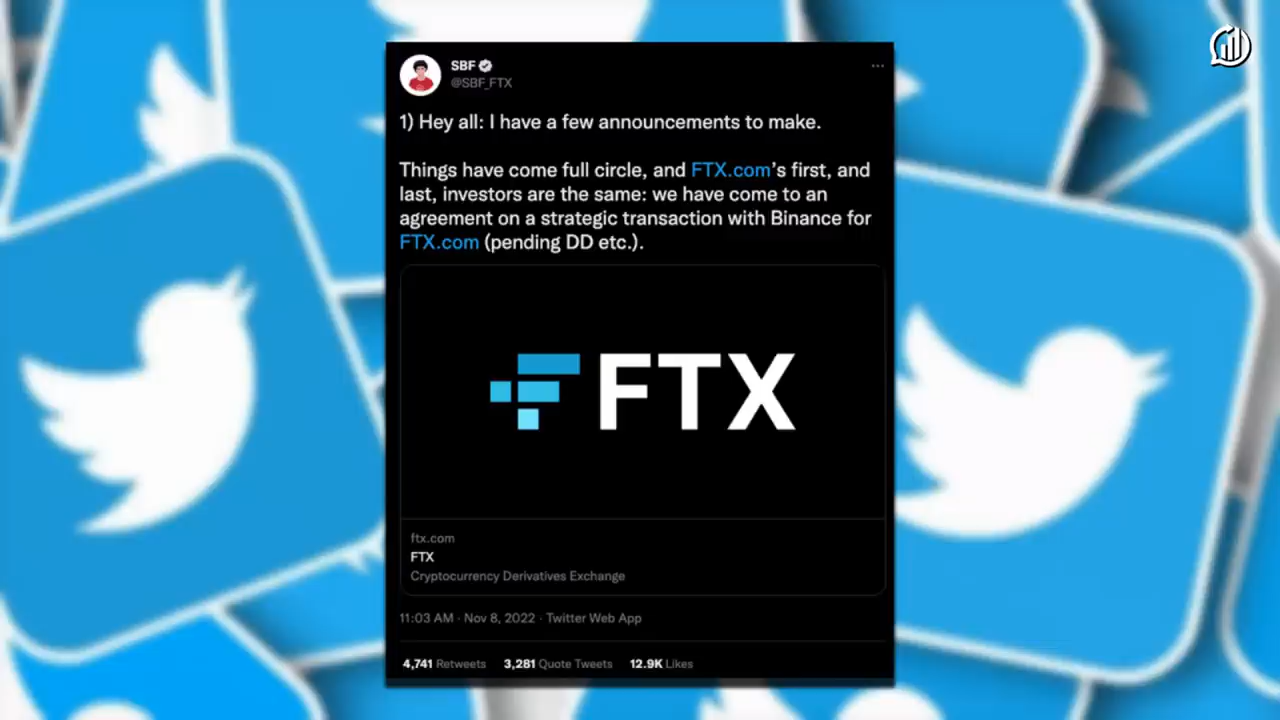 SBF
@SBF_FTX
1) Hey all: I have a few announcements to make.
Things have come full circle, and FTX.com's first, and
last, investors are the same: we have come to an
agreement on a strategic transaction with Binance for
FTX.com (pending DD etc.).
FTX
ftx.com
FTX
Cryptocurrency Derivatives Exchange
11:03 AM · Nov 8, 2022 · Twitter Web App
4,741 Retweets 3,281 Quote Tweets 12.9K Likes